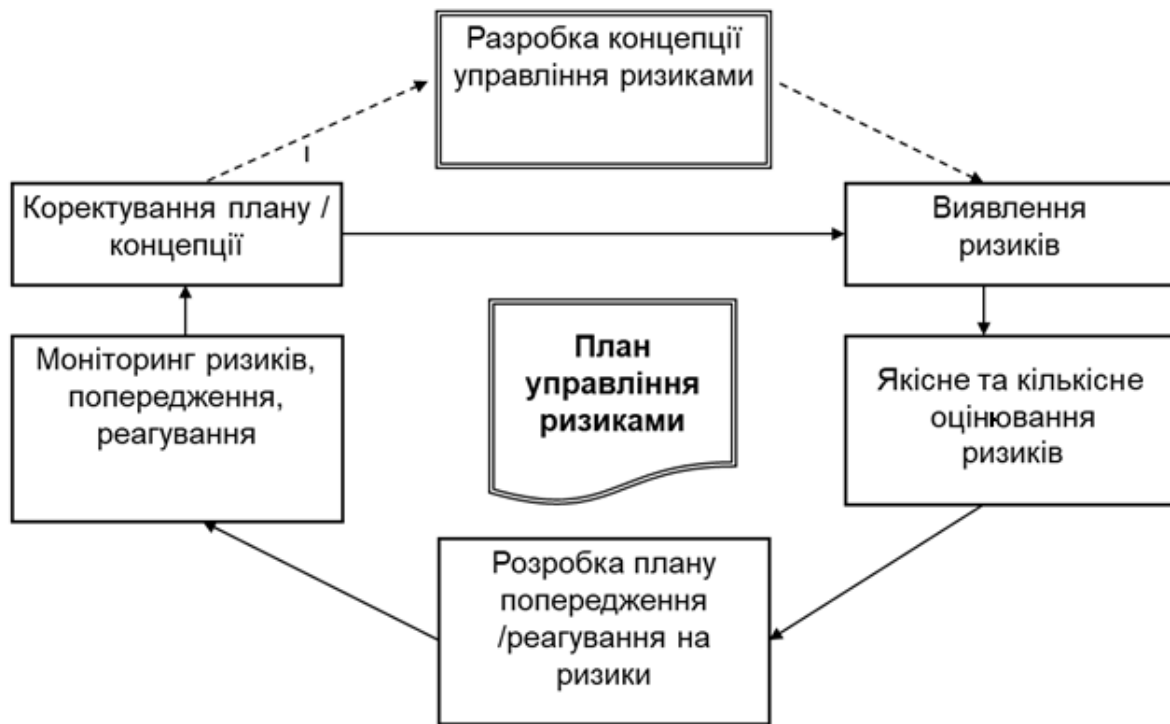 Разробка концепції
управління ризиками
Коректування плану /
концепції
Виявлення
ризиків
Моніторинг ризиків,
попередження,
реагування
План
управління
ризиками
Якісне та кількісне
оцінювання
ризиків
Розробка плану
попередження
/реагування на
ризики